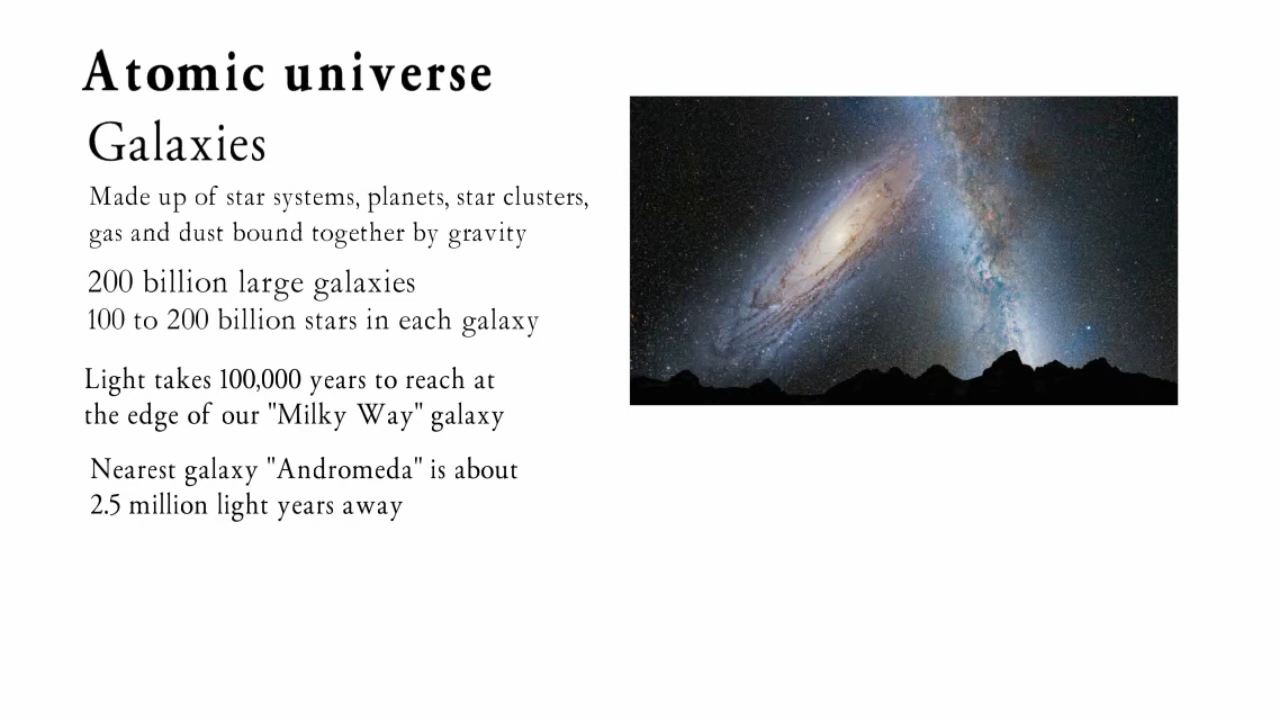 Atomic universe
Galaxies
Made up of star systems, planets, star clusters,
gas and dust bound together by gravity
200 billion large galaxies
100 to 200 billion stars in each galaxy
Light takes 100,000 years to reach at
the edge of our "Milky Way" galaxy
Nearest galaxy "Andromeda" is about
2.5 million light years away